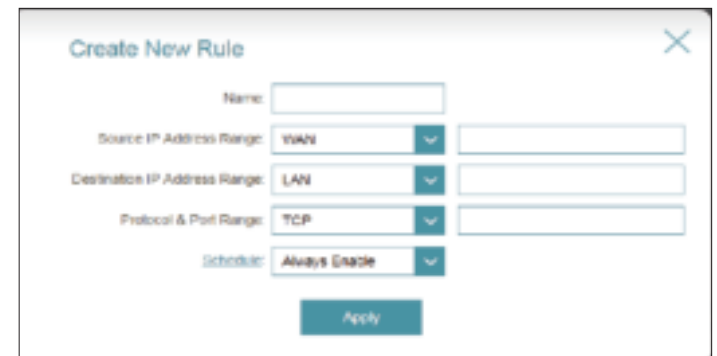 Create New Rule
Name:
Source IP Address Range: WAN
Destination IP Address Range: LAN
Protocol & Port Range: TCP
Schedule: Always Enable
Apply